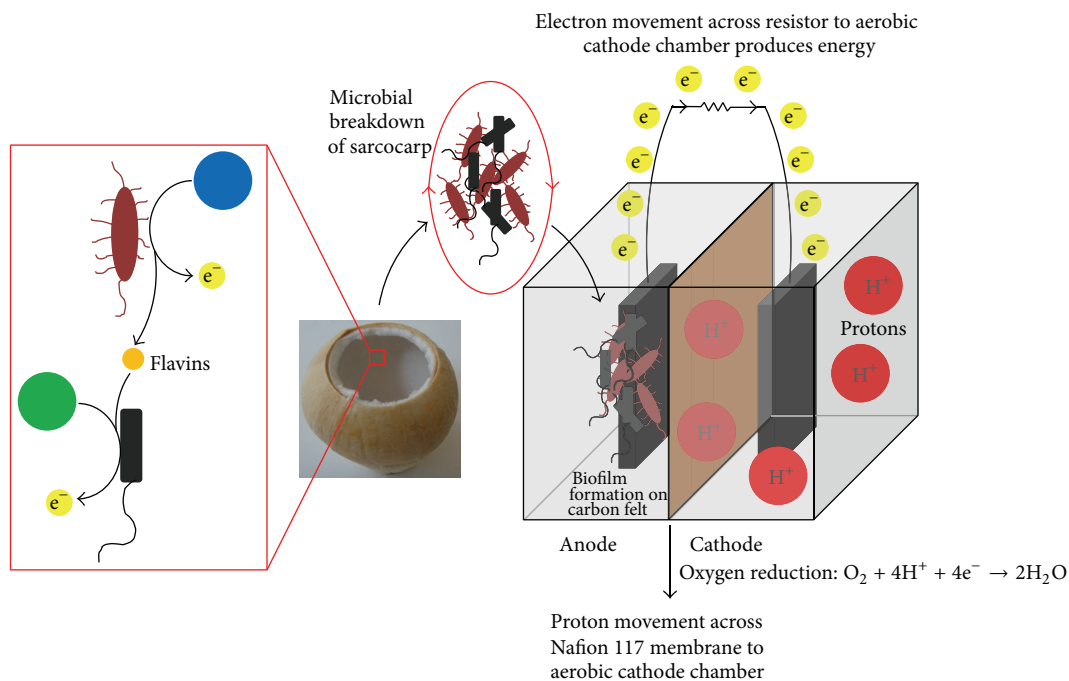 Electron movement across resistor to aerobic
cathode chamber produces energy
e⁻
e⁻
e⁻
e⁻
e⁻
e⁻
e⁻
e⁻
e⁻
e⁻
Microbial
breakdown
of sarcocarp
e⁻
Flavins
e⁻
H⁺
H⁺
Protons
H⁺
H⁺
H⁺
Biofilm
formation on
carbon felt
Anode
Cathode
Oxygen reduction: O₂ + 4H⁺ + 4e⁻ → 2H₂O
Proton movement across
Nafion 117 membrane to
aerobic cathode chamber